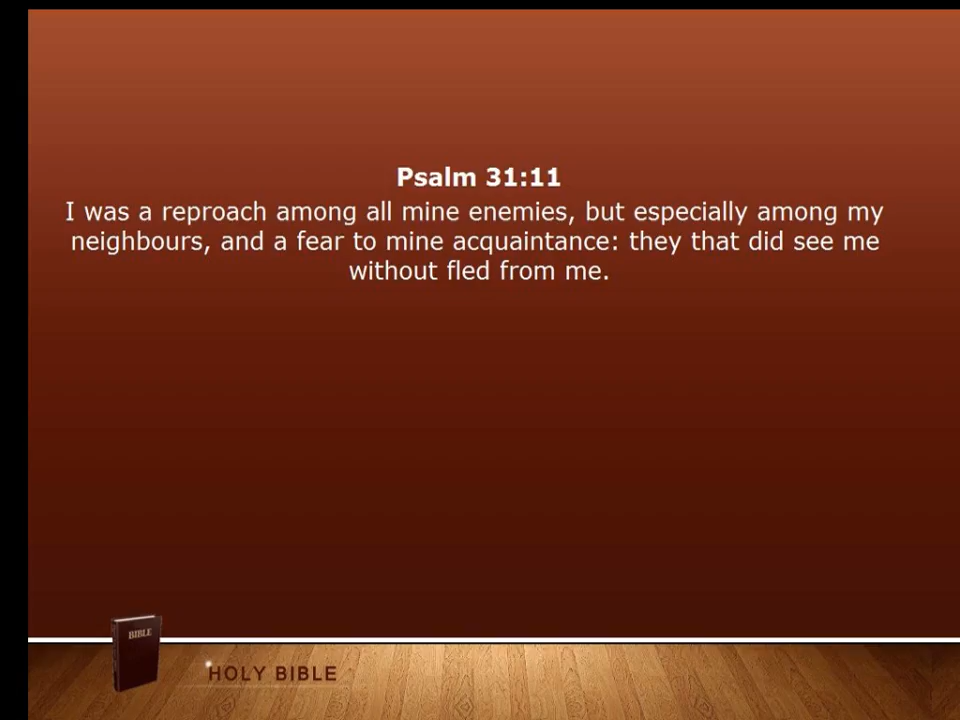 Psalm 31:11
I was a reproach among all mine enemies, but especially among my
neighbours, and a fear to mine acquaintance: they that did see me
without fled from me.
BIBLE
HOLY BIBLE